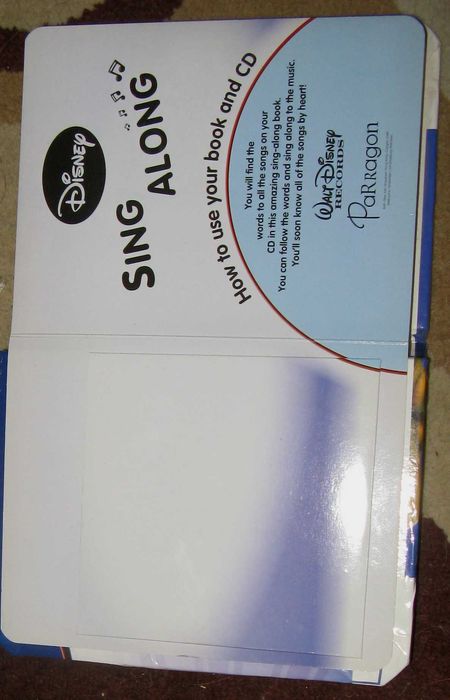 Disney
SING
ALONG
How to use your book and CD
You will find the
words to all the songs on your
CD in this amazing sing-along book.
You can follow the words and sing along to the music.
You'll soon know all of the songs by heart!
WALT DISNEY
RECORDS
PaRRagon